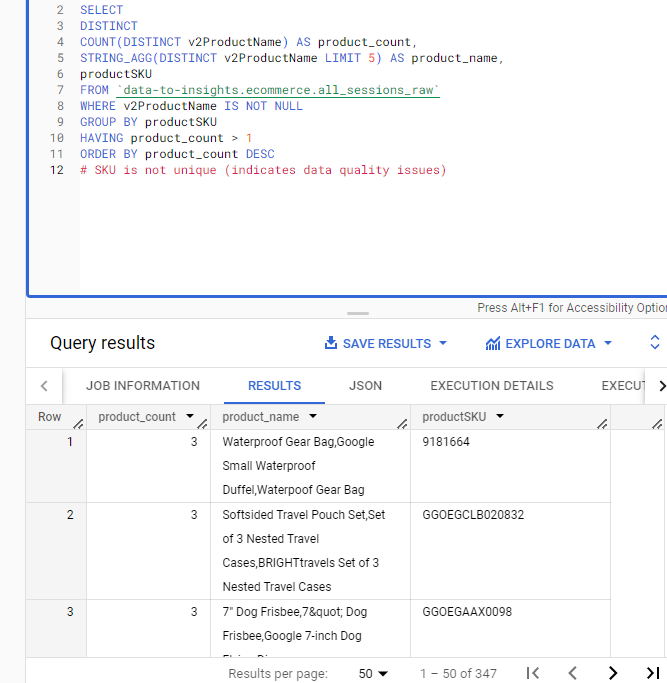 2 SELECT
3 DISTINCT
4 COUNT(DISTINCT v2ProductName) AS product_count,
5 STRING_AGG(DISTINCT v2ProductName LIMIT 5) AS product_name,
6 productSKU
7 FROM `data-to-insights.ecommerce.all_sessions_raw`
8 WHERE v2ProductName IS NOT NULL
9 GROUP BY productSKU
10 HAVING product_count > 1
11 ORDER BY product_count DESC
12 # SKU is not unique (indicates data quality issues)
Press Alt+F1 for Accessibility Optio
Query results
SAVE RESULTS
EXPLORE DATA
JOB INFORMATION
RESULTS
JSON
EXECUTION DETAILS
EXECUT
Row
product_count
product_name
productSKU
1
3
Waterproof Gear Bag,Google
Small Waterproof
Duffel,Waterpoof Gear Bag
9181664
2
3
Softsided Travel Pouch Set,Set
of 3 Nested Travel
Cases,BRIGHTtravels Set of 3
Nested Travel Cases
GGOEGCLB020832
3
3
7" Dog Frisbee,7&quot; Dog
Frisbee,Google 7-inch Dog
GGOEGAAX0098
Results per page:
50
1 – 50 of 347